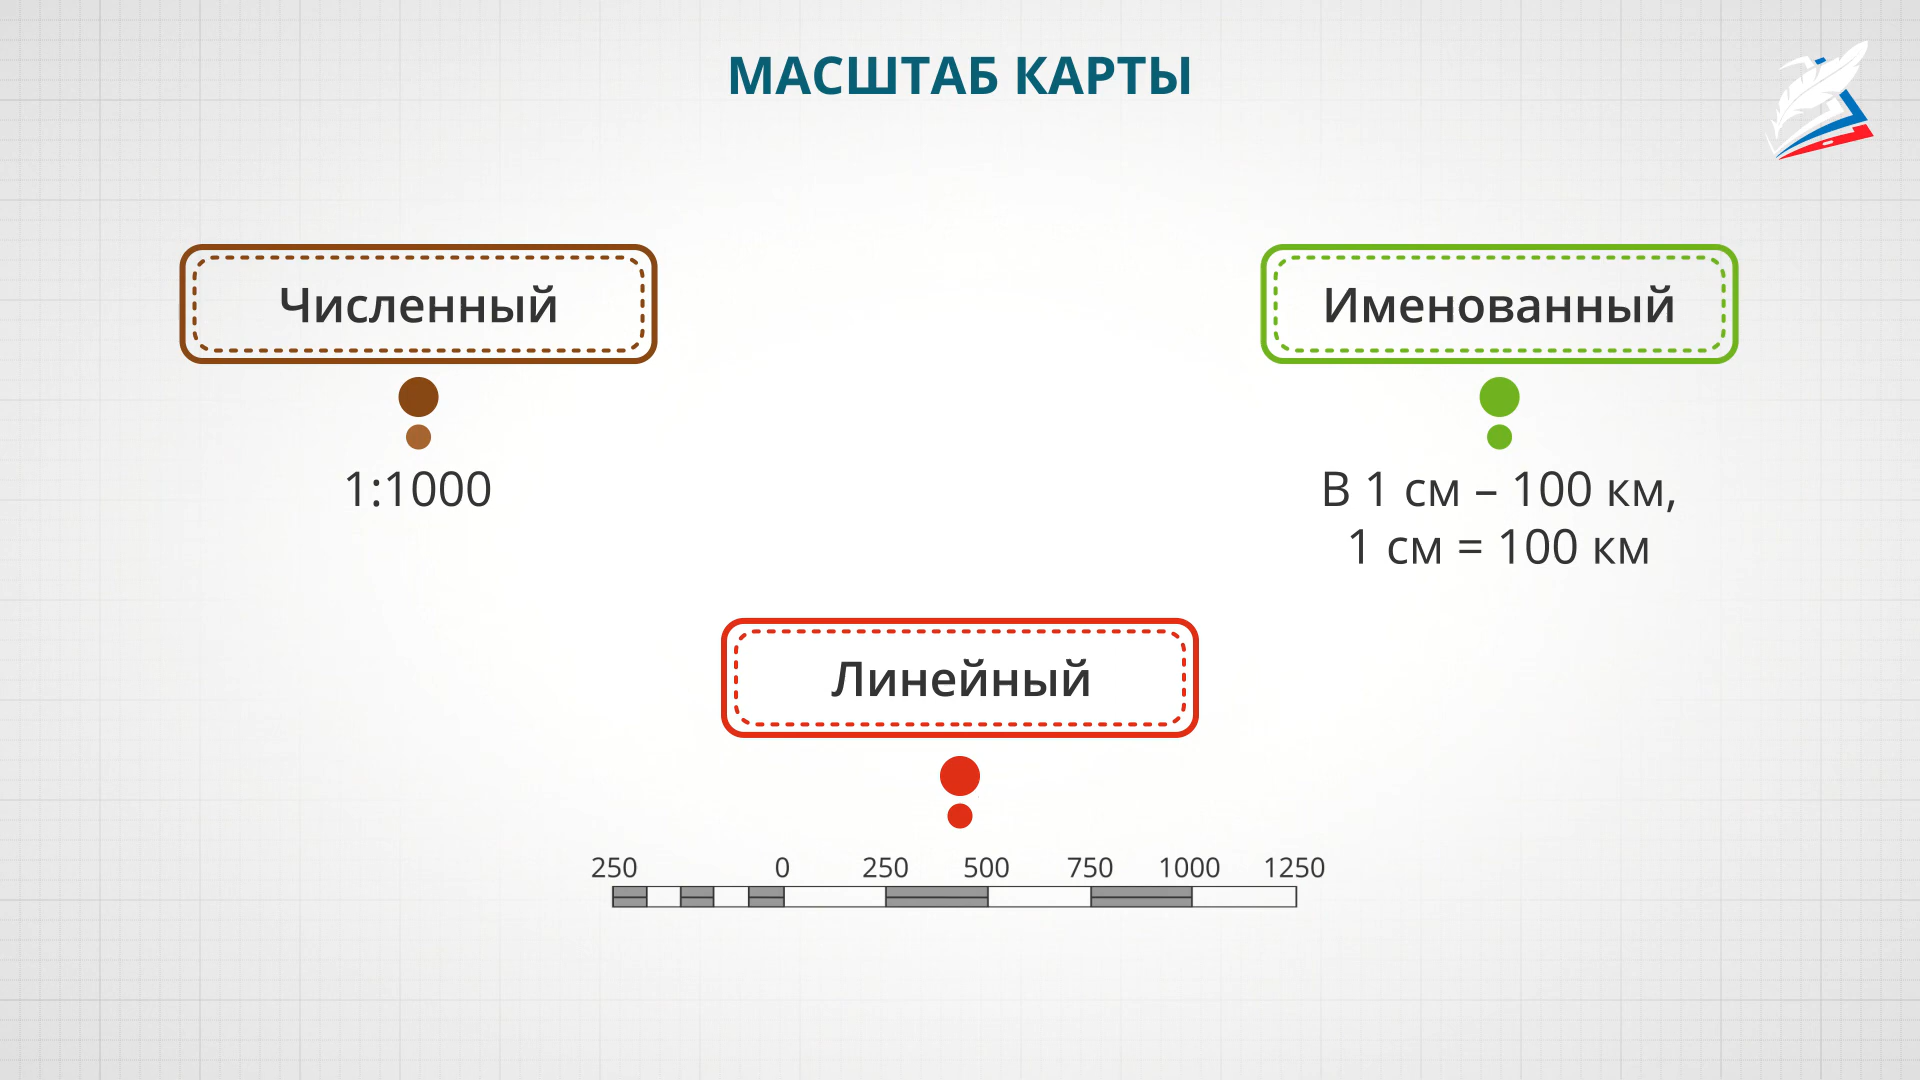 МАСШТАБ КАРТЫ
Численный
1:1000
Именованный
В 1 см – 100 км,
1 см = 100 км
Линейный
250 0 250 500 750 1000 1250